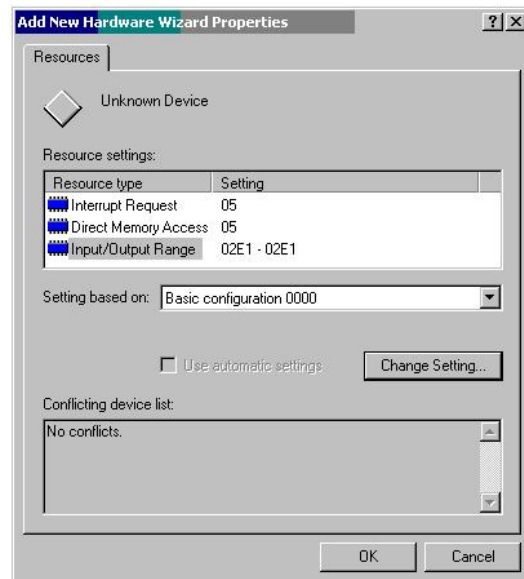 Add New Hardware Wizard Properties
Resources
Unknown Device
Resource settings:
Resource type Setting
Interrupt Request 05
Direct Memory Access 05
Input/Output Range 02E1 - 02E1
Setting based on: Basic configuration 0000
Use automatic settings Change Setting...
Conflicting device list:
No conflicts.
OK Cancel